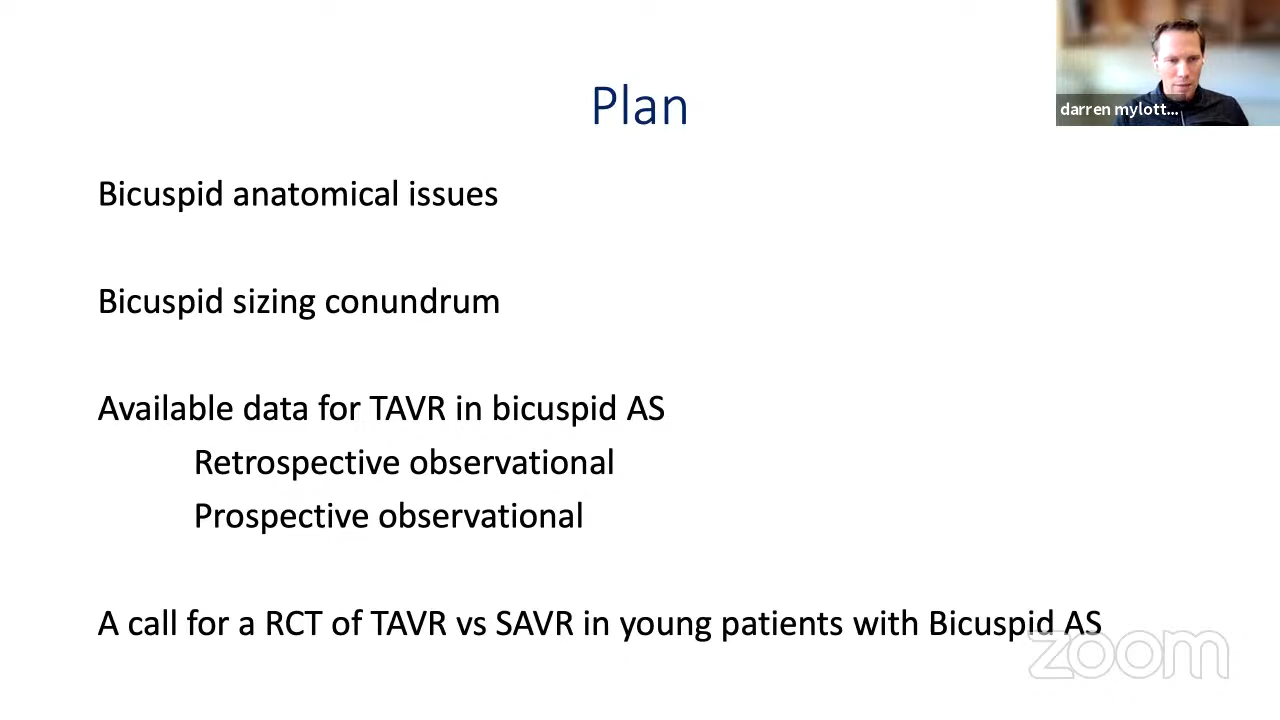 Plan
darren mylott...
Bicuspid anatomical issues
Bicuspid sizing conundrum
Available data for TAVR in bicuspid AS
Retrospective observational
Prospective observational
A call for a RCT of TAVR vs SAVR in young patients with Bicuspid AS
zoom